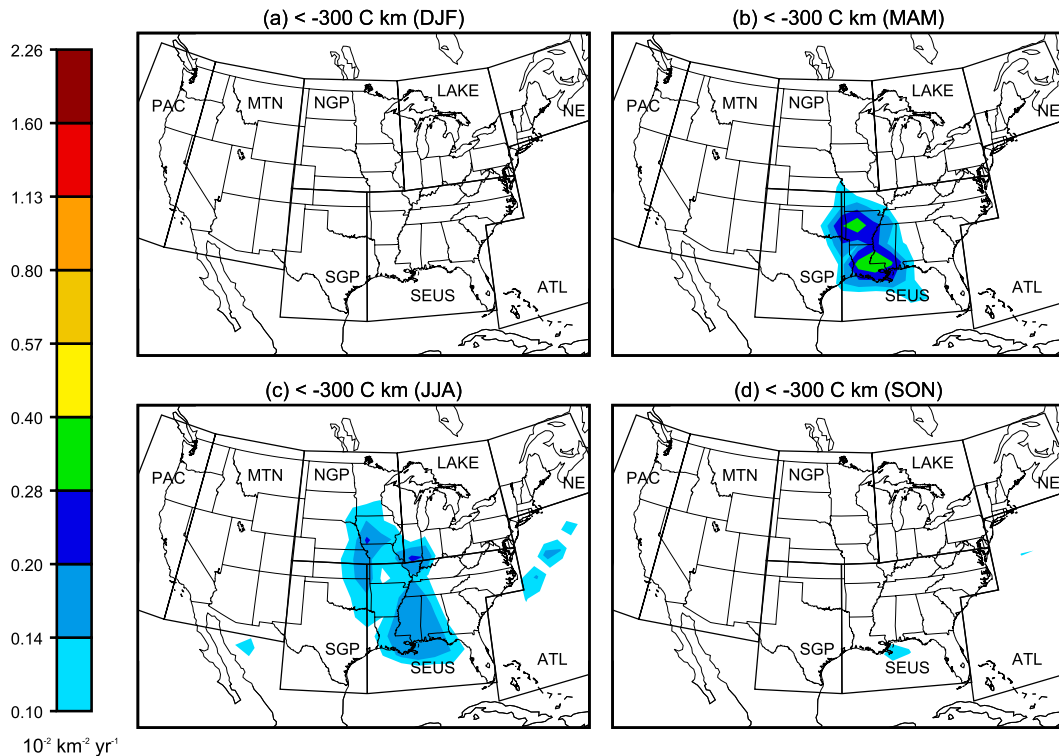 (a) < -300 C km (DJF)
(b) < -300 C km (MAM)
2.26
1.60
1.13
0.80
0.57
0.40
0.28
0.20
0.14
0.10
10⁻² km⁻² yr⁻¹
PAC MTN NGP LAKE NE
SGP SEUS ATL
PAC MTN NGP LAKE NE
SGP SEUS ATL
(c) < -300 C km (JJA)
(d) < -300 C km (SON)
PAC MTN NGP LAKE NE
SGP SEUS ATL
PAC MTN NGP LAKE NE
SGP SEUS ATL